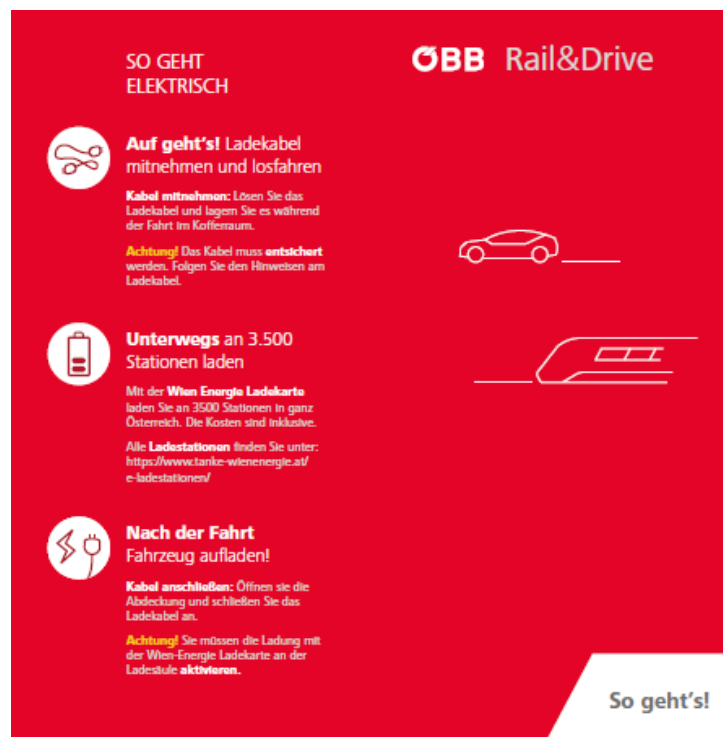 SO GEHT
ELEKTRISCH
ÖBB Rail&Drive
Auf geht's! Ladekabel
mitnehmen und losfahren
Kabel mitnehmen: Lösen Sie das
Ladekabel und lagern Sie es während
der Fahrt im Kofferraum.
Achtung! Das Kabel muss entsichert
werden. Folgen Sie den Hinweisen am
Ladekabel.
Unterwegs an 3.500
Stationen laden
Mit der Wien Energie Ladekarte
laden Sie an 3500 Stationen in ganz
Österreich. Die Kosten sind inklusive.
Alle Ladestationen finden Sie unter:
https://www.tanke-wienenergie.at/
e-ladestationen/
Nach der Fahrt
Fahrzeug aufladen!
Kabel anschließen: Öffnen sie die
Abdeckung und schließen Sie das
Ladekabel an.
Achtung! Sie müssen die Ladung mit
der Wien-Energie Ladekarte an der
Ladesäule aktivieren.
So geht's!